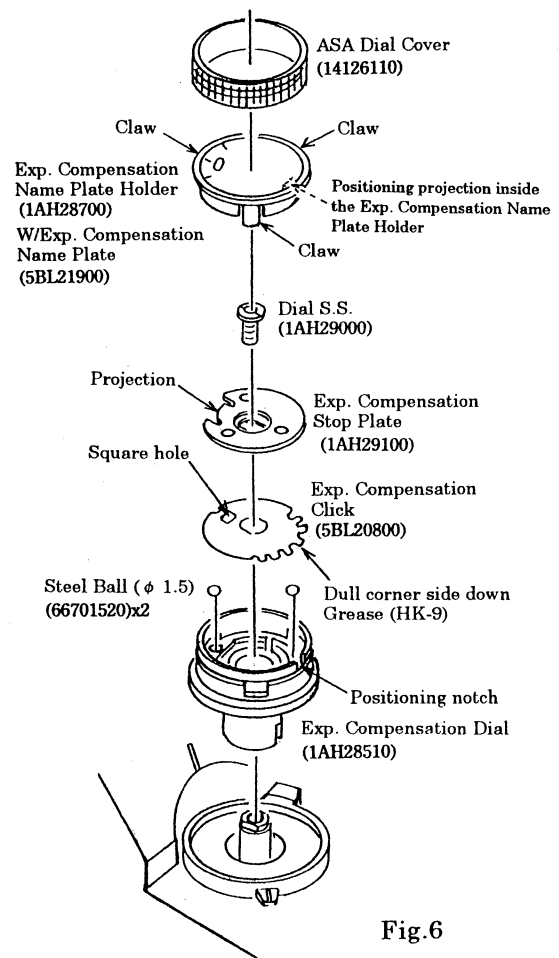 ASA Dial Cover
(14126110)
Claw
Claw
Exp. Compensation
Name Plate Holder
(1AH28700)
W/Exp. Compensation
Name Plate
(5BL21900)
0
Positioning projection inside
the Exp. Compensation Name
Plate Holder
Claw
Dial S.S.
(1AH29000)
Projection
Exp. Compensation
Stop Plate
(1AH29100)
Square hole
Exp. Compensation
Click
(5BL20800)
Steel Ball (ϕ 1.5)
(66701520)x2
Dull corner side down
Grease (HK-9)
Positioning notch
Exp. Compensation Dial
(1AH28510)
Fig.6